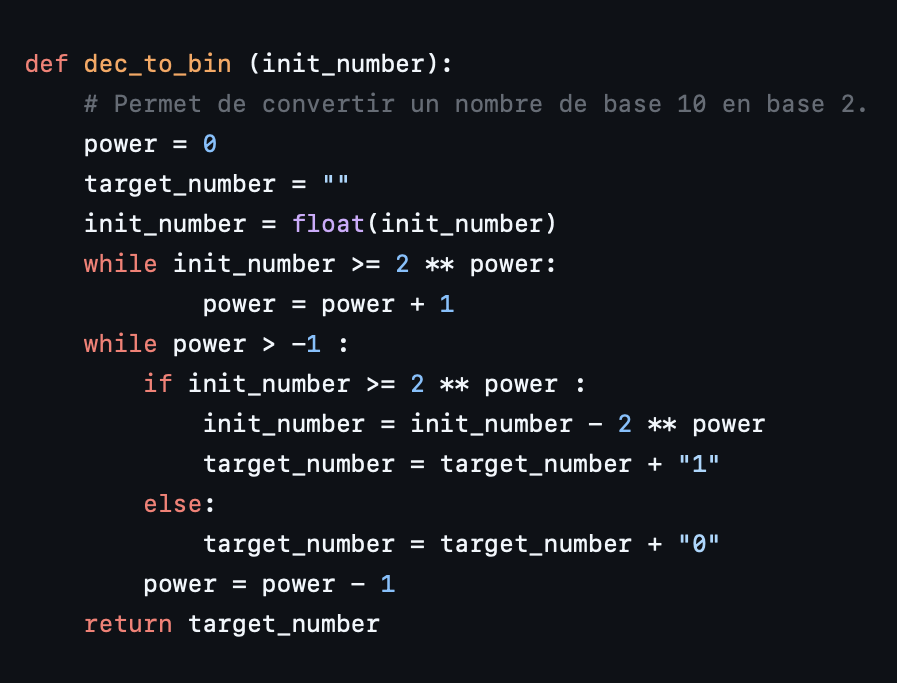 def dec_to_bin (init_number):
    # Permet de convertir un nombre de base 10 en base 2.
    power = 0
    target_number = ""
    init_number = float(init_number)
    while init_number >= 2 ** power:
            power = power + 1
    while power > -1 :
        if init_number >= 2 ** power :
            init_number = init_number - 2 ** power
            target_number = target_number + "1"
        else:
            target_number = target_number + "0"
        power = power - 1
    return target_number